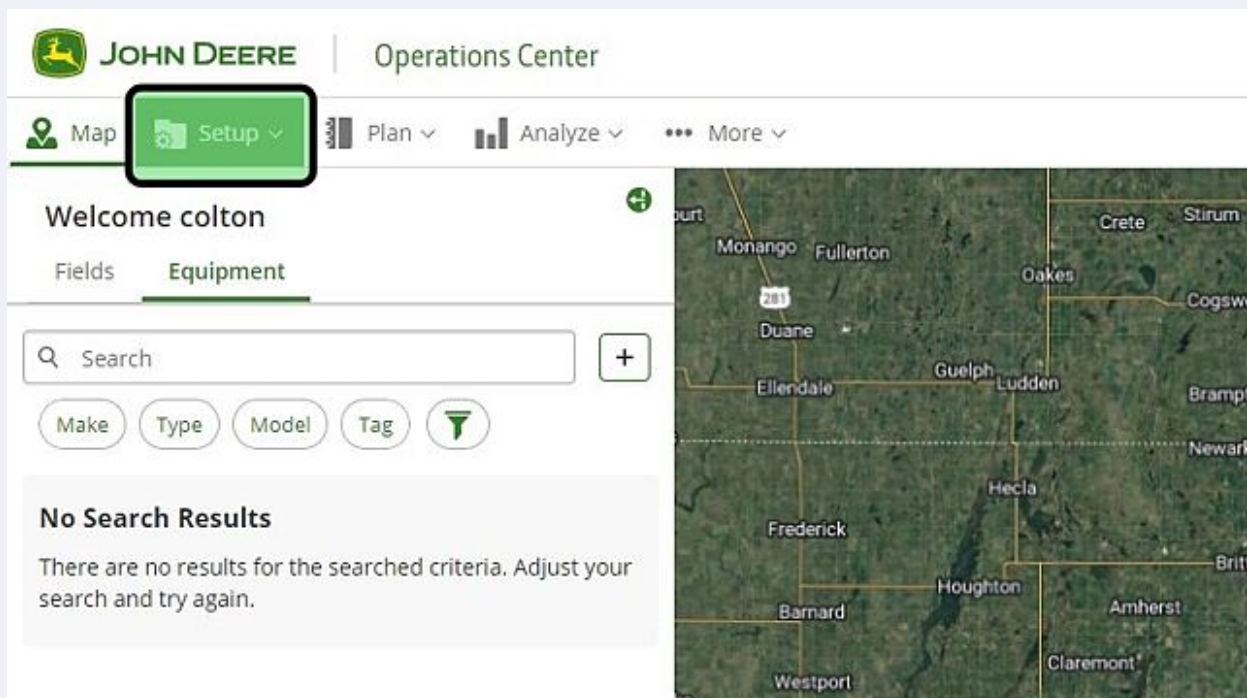 JOHN DEERE Operations Center
Map Setup Plan Analyze More
Welcome colton
Fields Equipment
Search
Make Type Model Tag
No Search Results
There are no results for the searched criteria. Adjust your
search and try again.
Crete Stirum
Monango Fullerton
Oakes
281
Duane
Guelph
Ludden
Ellendale
Hecla
Frederick
Houghton
Barnard
Amherst
Claremont
Westport